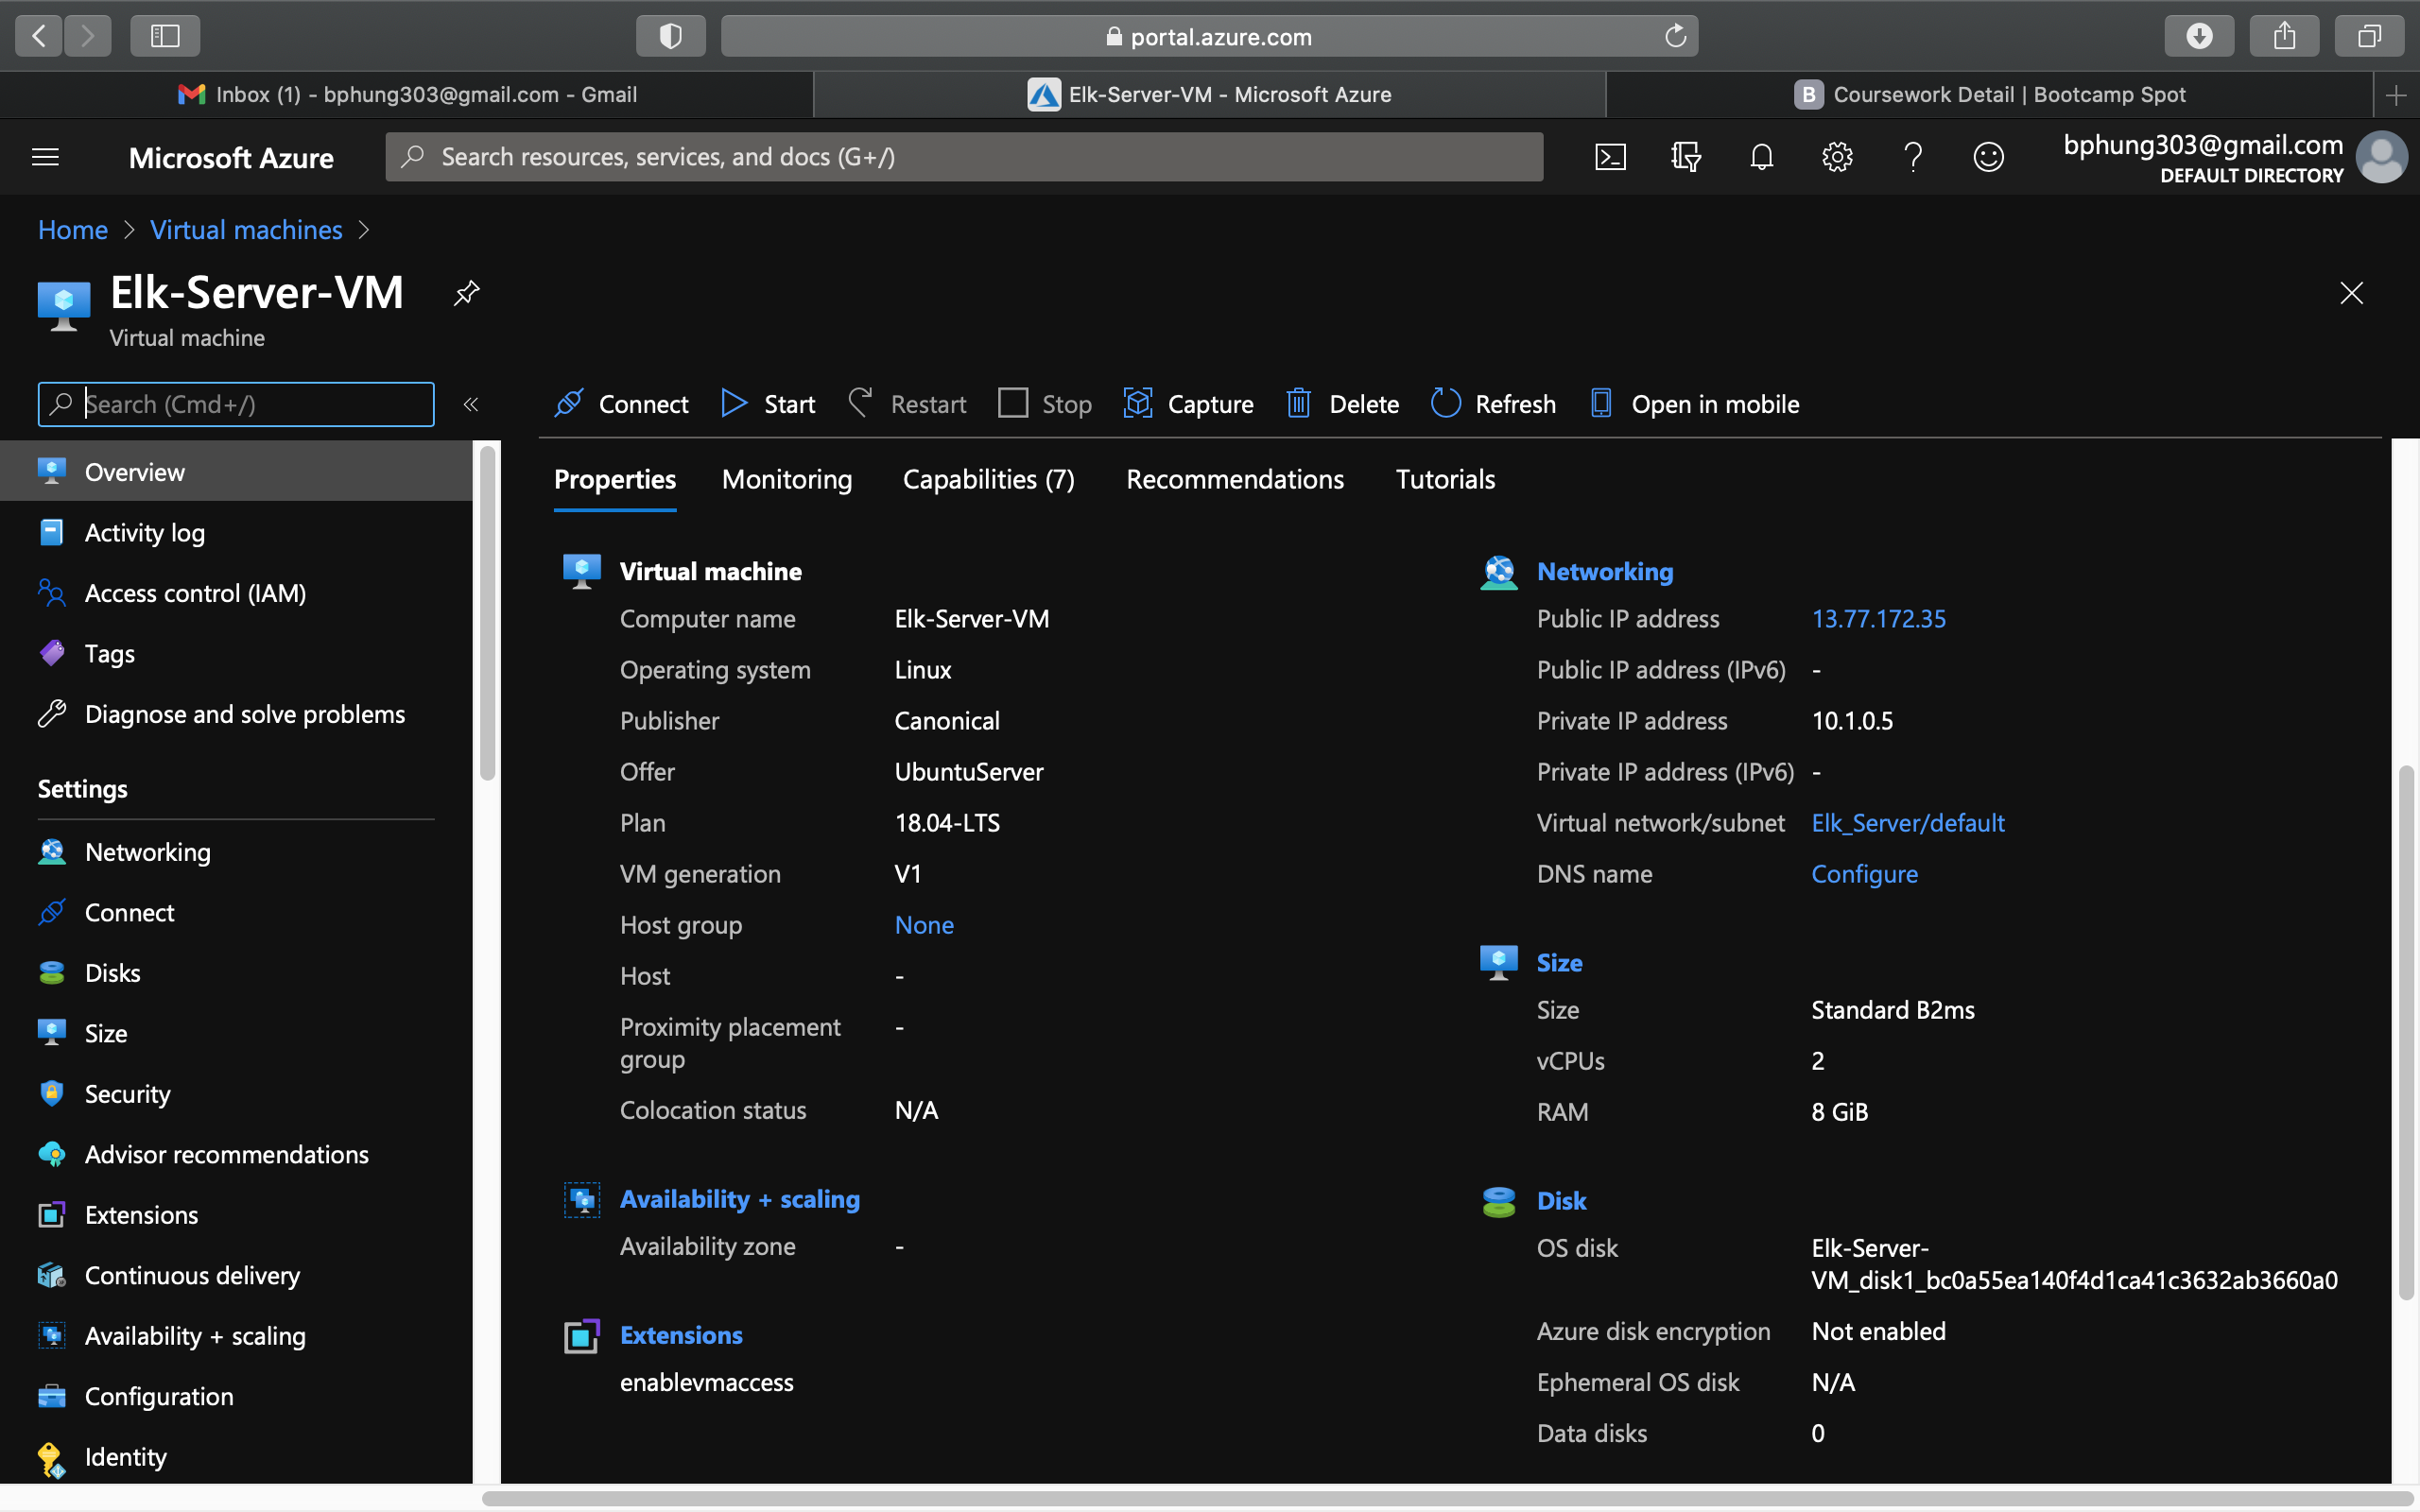 portal.azure.com
Inbox (1) - bphung303@gmail.com - Gmail
Elk-Server-VM - Microsoft Azure
B Coursework Detail | Bootcamp Spot
Microsoft Azure
Search resources, services, and docs (G+/)
bphung303@gmail.com
DEFAULT DIRECTORY
Home > Virtual machines >
Elk-Server-VM
Virtual machine
Search (Cmd+/)
«
Connect
Start
Restart
Stop
Capture
Delete
Refresh
Open in mobile
Overview
Activity log
Access control (IAM)
Tags
Diagnose and solve problems
Settings
Networking
Connect
Disks
Size
Security
Advisor recommendations
Extensions
Continuous delivery
Availability + scaling
Configuration
Identity
Properties
Monitoring
Capabilities (7)
Recommendations
Tutorials
Virtual machine
Computer name Elk-Server-VM
Operating system Linux
Publisher Canonical
Offer UbuntuServer
Plan 18.04-LTS
VM generation V1
Host group None
Host -
Proximity placement -
group
Colocation status N/A
Availability + scaling
Availability zone -
Extensions
enablevmaccess
Networking
Public IP address 13.77.172.35
Public IP address (IPv6) -
Private IP address 10.1.0.5
Private IP address (IPv6) -
Virtual network/subnet Elk_Server/default
DNS name Configure
Size
Size Standard B2ms
vCPUs 2
RAM 8 GiB
Disk
OS disk Elk-Server-
VM_disk1_bc0a55ea140f4d1ca41c3632ab3660a0
Azure disk encryption Not enabled
Ephemeral OS disk N/A
Data disks 0